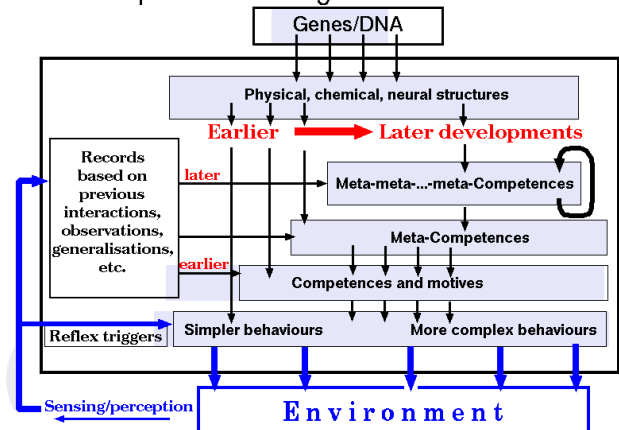 Genes/DNA
Physical, chemical, neural structures
Earlier
Later developments
Records
based on
previous
interactions,
observations,
generalisations,
etc.
later
Meta-meta-...-meta-Competences
Meta-Competences
earlier
Competences and motives
Reflex triggers
Simpler behaviours
More complex behaviours
Sensing/perception
Environment